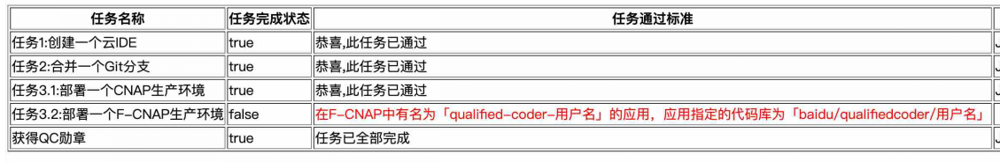 任务名称 任务完成状态 任务通过标准
任务1:创建一个云IDE true 恭喜,此任务已通过
任务2:合并一个Git分支 true 恭喜,此任务已通过
任务3.1:部署一个CNAP生产环境 true 恭喜,此任务已通过
任务3.2:部署一个F-CNAP生产环境 false 在F-CNAP中有名为「qualified-coder-用户名」的应用，应用指定的代码库为「baidu/qualifiedcoder/用户名」
获得QC勋章 true 任务已全部完成